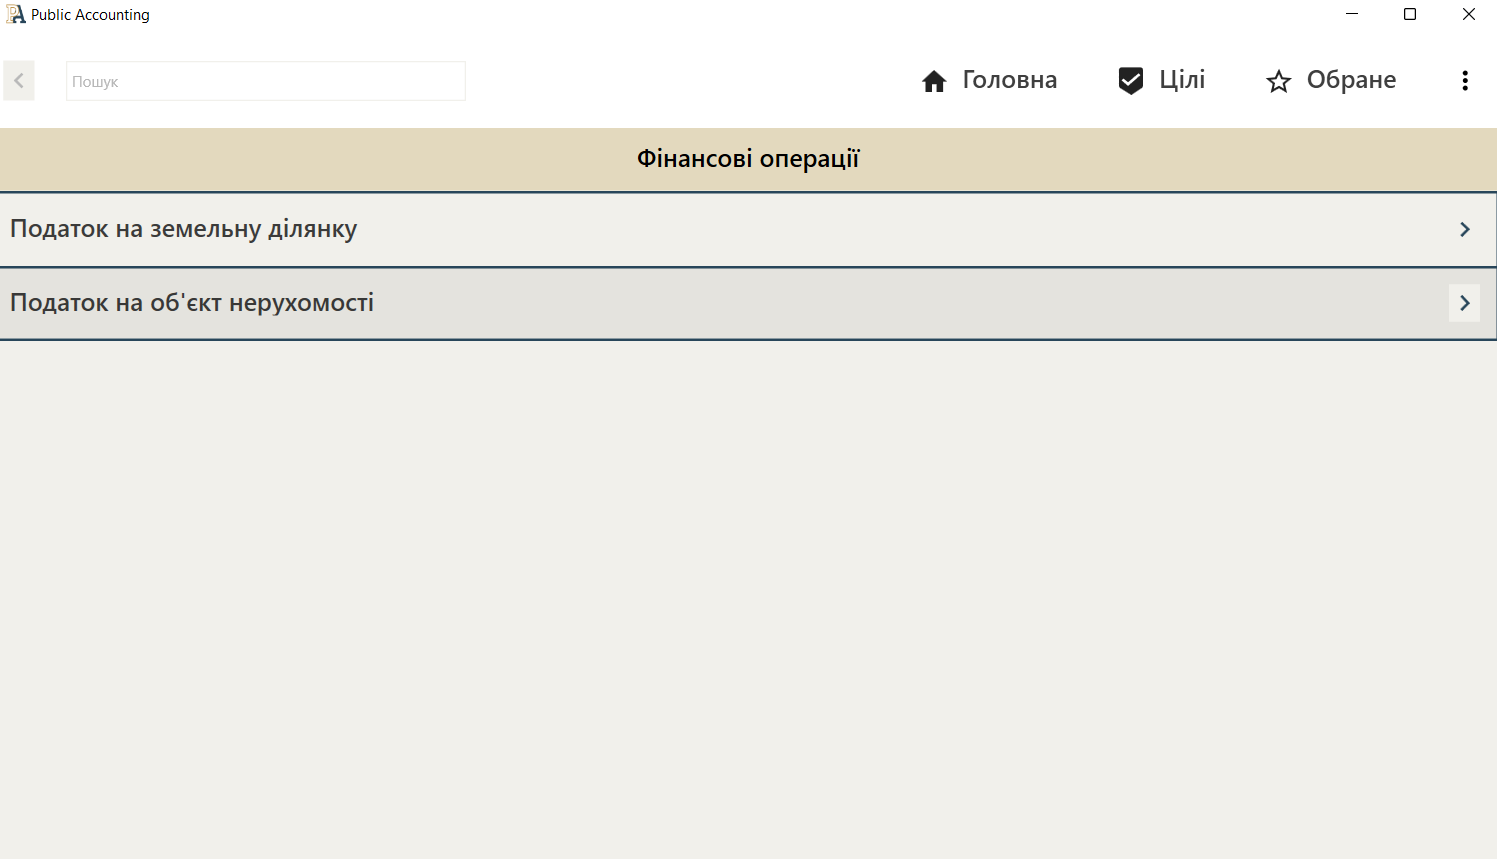 Public Accounting
Пошук
Головна
Цілі
Обране
Фінансові операції
Податок на земельну ділянку
Податок на об'єкт нерухомості